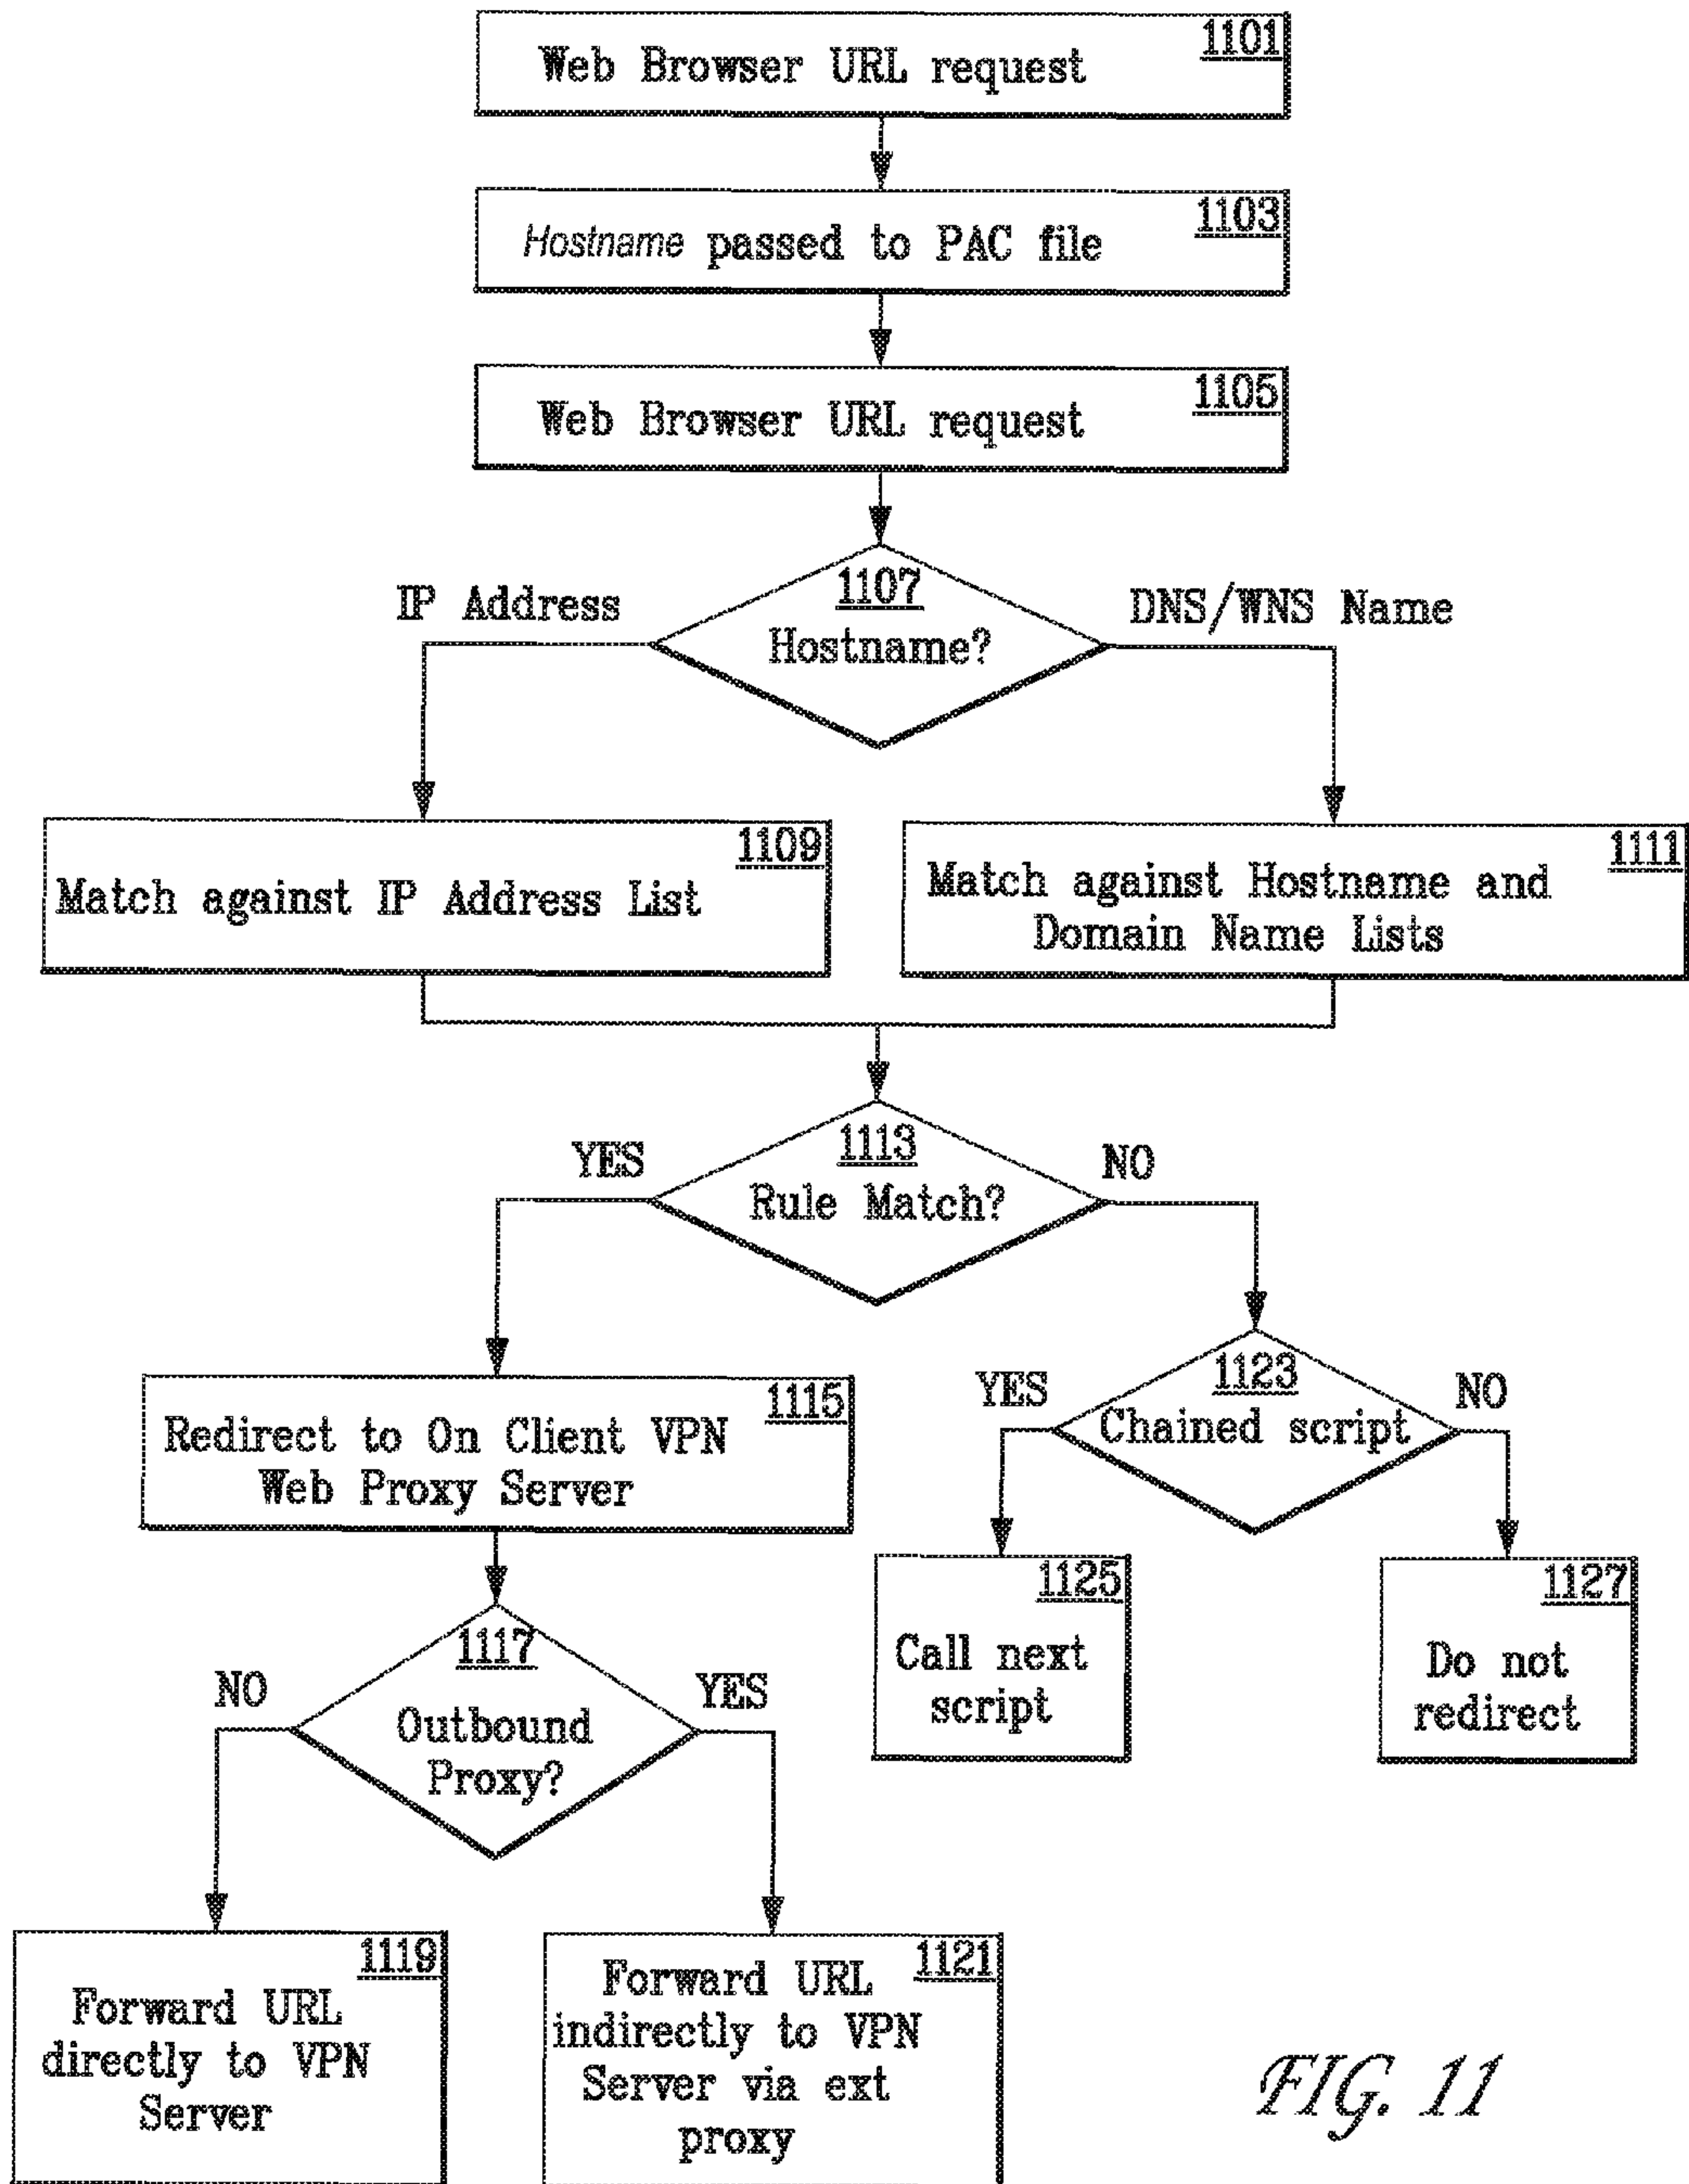 1101
Web Browser URL request
1103
Hostname passed to PAC file
1105
Web Browser URL request
1107
Hostname?
IP Address
DNS/WNS Name
1109
Match against IP Address List
1111
Match against Hostname and
Domain Name Lists
1113
Rule Match?
YES
NO
1115
Redirect to On Client VPN
Web Proxy Server
1123
Chained script
YES
NO
1117
Outbound
Proxy?
NO
YES
1125
Call next
script
1127
Do not
redirect
1119
Forward URL
directly to VPN
Server
1121
Forward URL
indirectly to VPN
Server via ext
proxy
FIG. 11